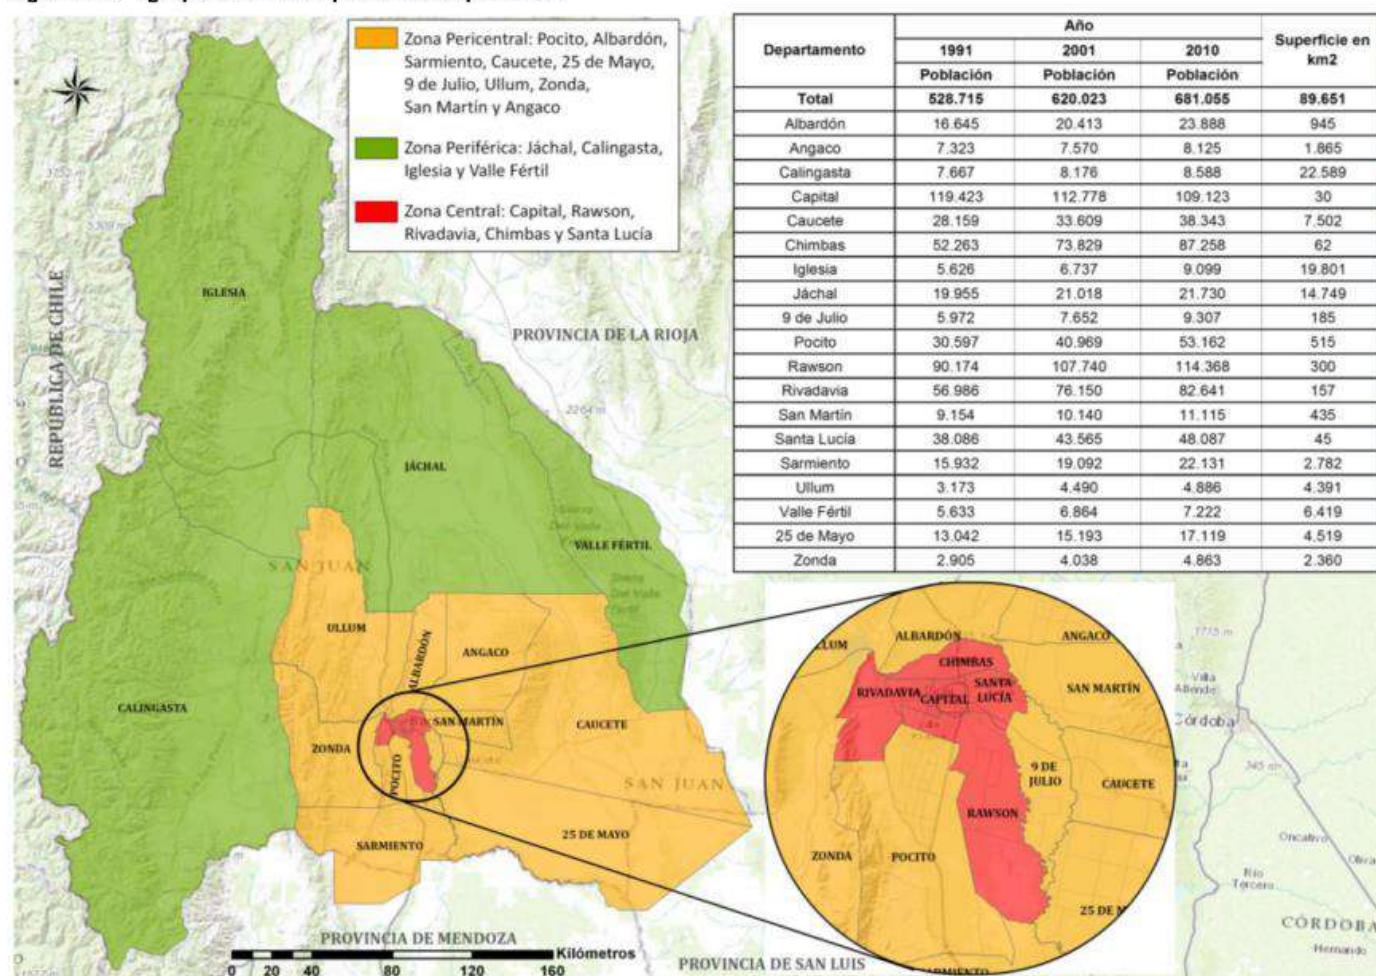 Zona Pericentral: Pocito, Albardón,
Sarmiento, Caucete, 25 de Mayo,
9 de Julio, Ullum, Zonda,
San Martín y Angaco
Zona Periférica: Jáchal, Calingasta,
Iglesia y Valle Fértil
Zona Central: Capital, Rawson,
Rivadavia, Chimbas y Santa Lucía
Departamento Año Superficie en km2
1991 2001 2010
Población Población Población
Total 528.715 620.023 681.055 89.651
Albardón 16.645 20.413 23.888 945
Angaco 7.323 7.570 8.125 1.865
Calingasta 7.667 8.176 8.588 22.589
Capital 119.423 112.778 109.123 30
Caucete 28.159 33.609 38.343 7.502
Chimbas 52.263 73.829 87.258 62
Iglesia 5.626 6.737 9.099 19.801
Jáchal 19.955 21.018 21.730 14.749
9 de Julio 5.972 7.652 9.307 185
Pocito 30.597 40.969 53.162 515
Rawson 90.174 107.740 114.368 300
Rivadavia 56.986 76.150 82.641 157
San Martín 9.154 10.140 11.115 435
Santa Lucía 38.086 43.565 48.087 45
Sarmiento 15.932 19.092 22.131 2.782
Ullum 3.173 4.490 4.886 4.391
Valle Fértil 5.633 6.864 7.222 6.419
25 de Mayo 13.042 15.193 17.119 4.519
Zonda 2.905 4.038 4.863 2.360
REPUBLICA DE CHILE
IGLESIA
PROVINCIA DE LA RIOJA
2264 m
JÁCHAL
VALLE FÉRTIL
SAN JUAN
ULLUM
ALBARDÓN
ANGACO
CALINGASTA
SAN MARTÍN
CAUCETE
ZONDA
POCITO
SAN JUAN
25 DE MAYO
SARMIENTO
PROVINCIA DE MENDOZA
PROVINCIA DE SAN LUIS
Kilómetros
0 20 40 80 120 160
ALBARDÓN
ANGACO
CHIMBAS
RIVADAVIA
CAPITAL
SANTA
LUCÍA
SAN MARTÍN
9 DE
JULIO
CAUCETE
RAWSON
ZONDA
POCITO
25 DE M
Villa
Allende
Córdoba
345 m
Oncativo
Río
Tercero
CÓRDOBA
Hernando